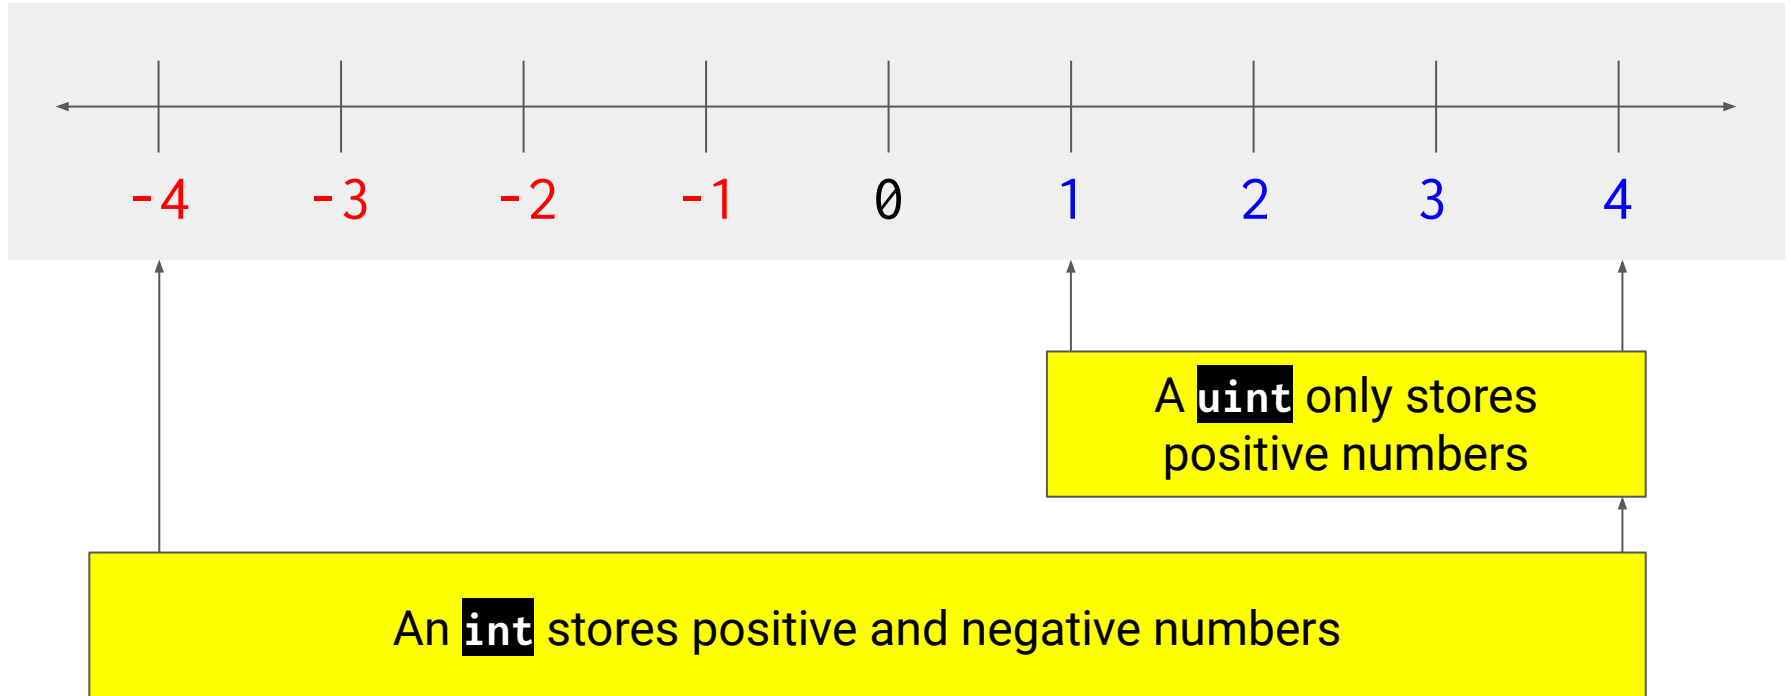 -4 -3 -2 -1 0 1 2 3 4
A uint only stores
positive numbers
An int stores positive and negative numbers